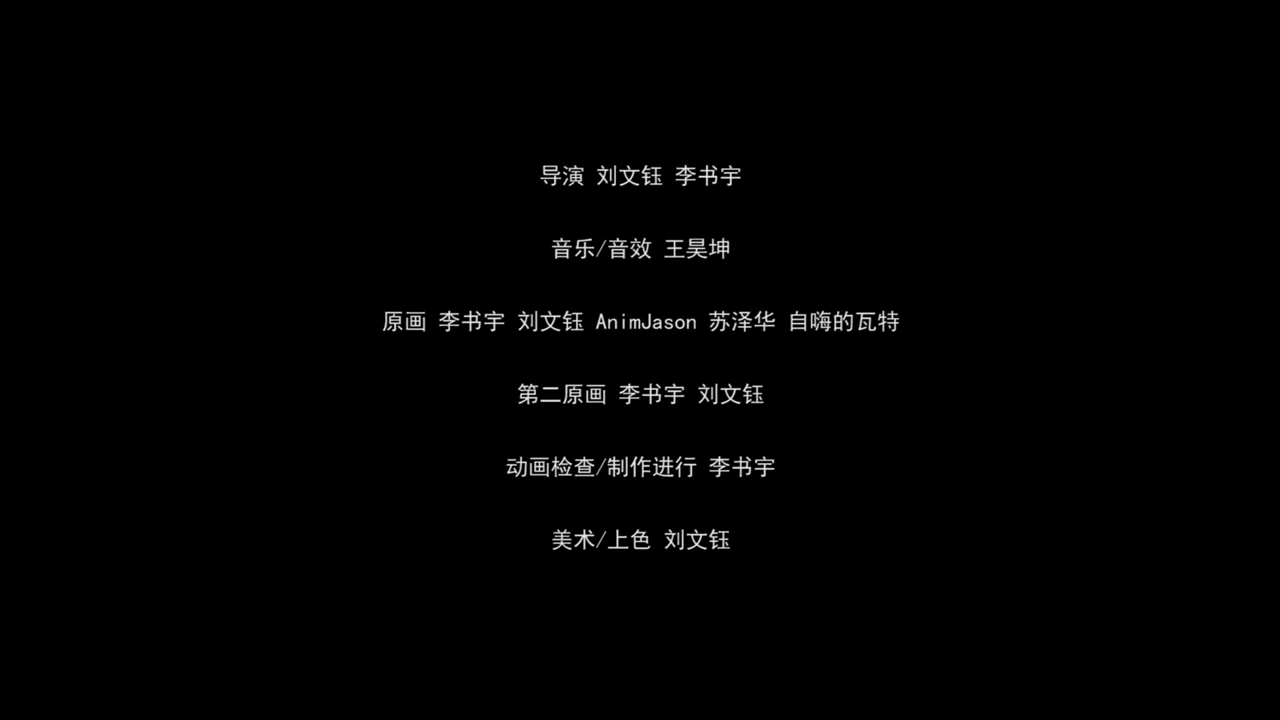 导演 刘文钰 李书宇
音乐/音效 王昊坤
原画 李书宇 刘文钰 AnimJason 苏泽华 自嗨的瓦特
第二原画 李书宇 刘文钰
动画检查/制作进行 李书宇
美术/上色 刘文钰